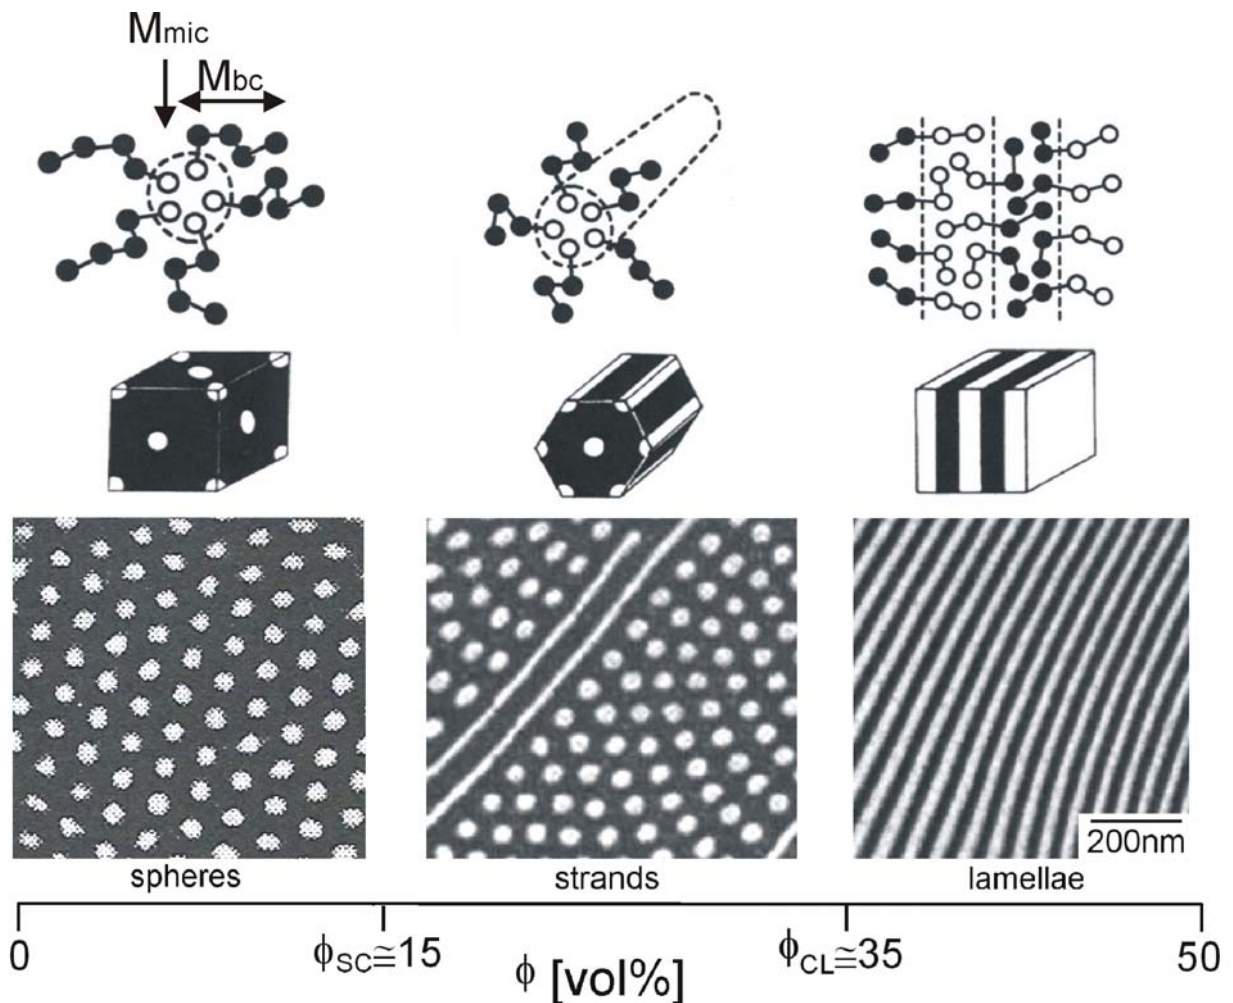 Mmic
Mbc
200nm
spheres strands lamellae
0 ϕSC≅15 ϕCL≅35 50
ϕ [vol%]